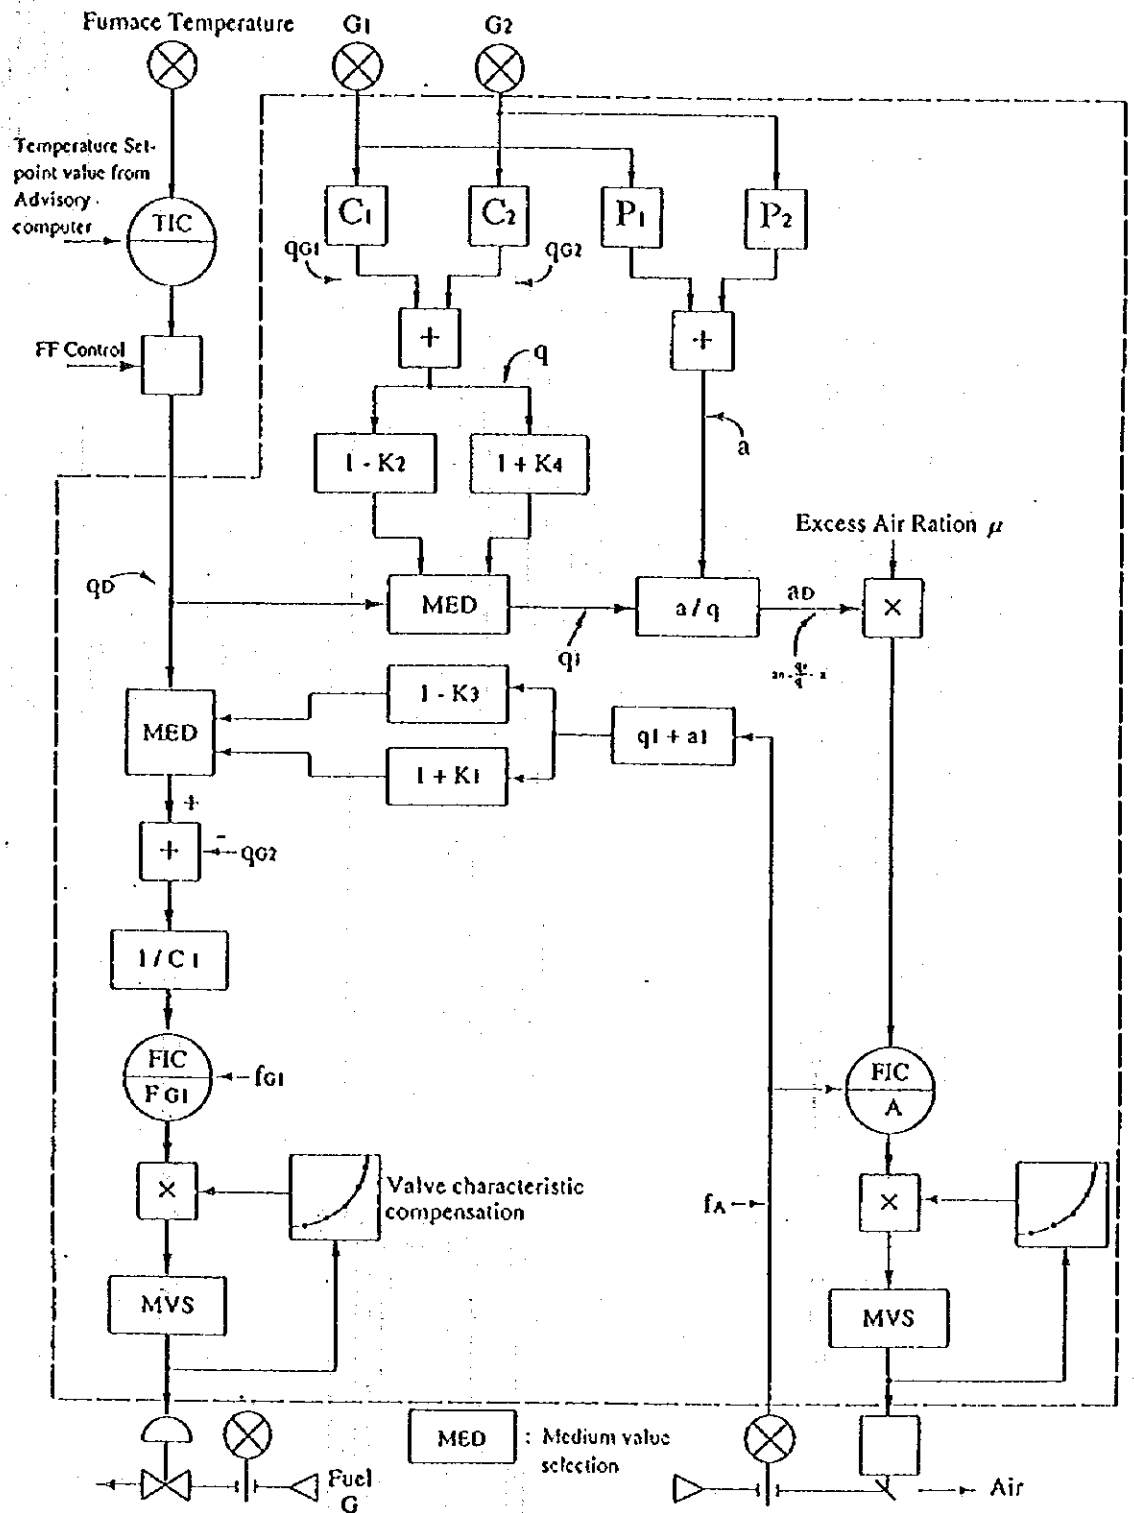 Furnace Temperature
G1
G2
Temperature Set-
point value from
Advisory
computer
TIC
C1
C2
P1
P2
qG1
qG2
+
+
FF Control
q
a
1 - K2
1 + K4
Excess Air Ration μ
qD
MED
a / q
aD
×
q1
1 - K3
MED
q1 + a1
1 + K1
+
-
+
qG2
1 / C1
FIC
FG1
fG1
FIC
A
×
Valve characteristic
compensation
fA
×
MVS
MVS
MED
: Medium value
selection
Fuel
G
Air